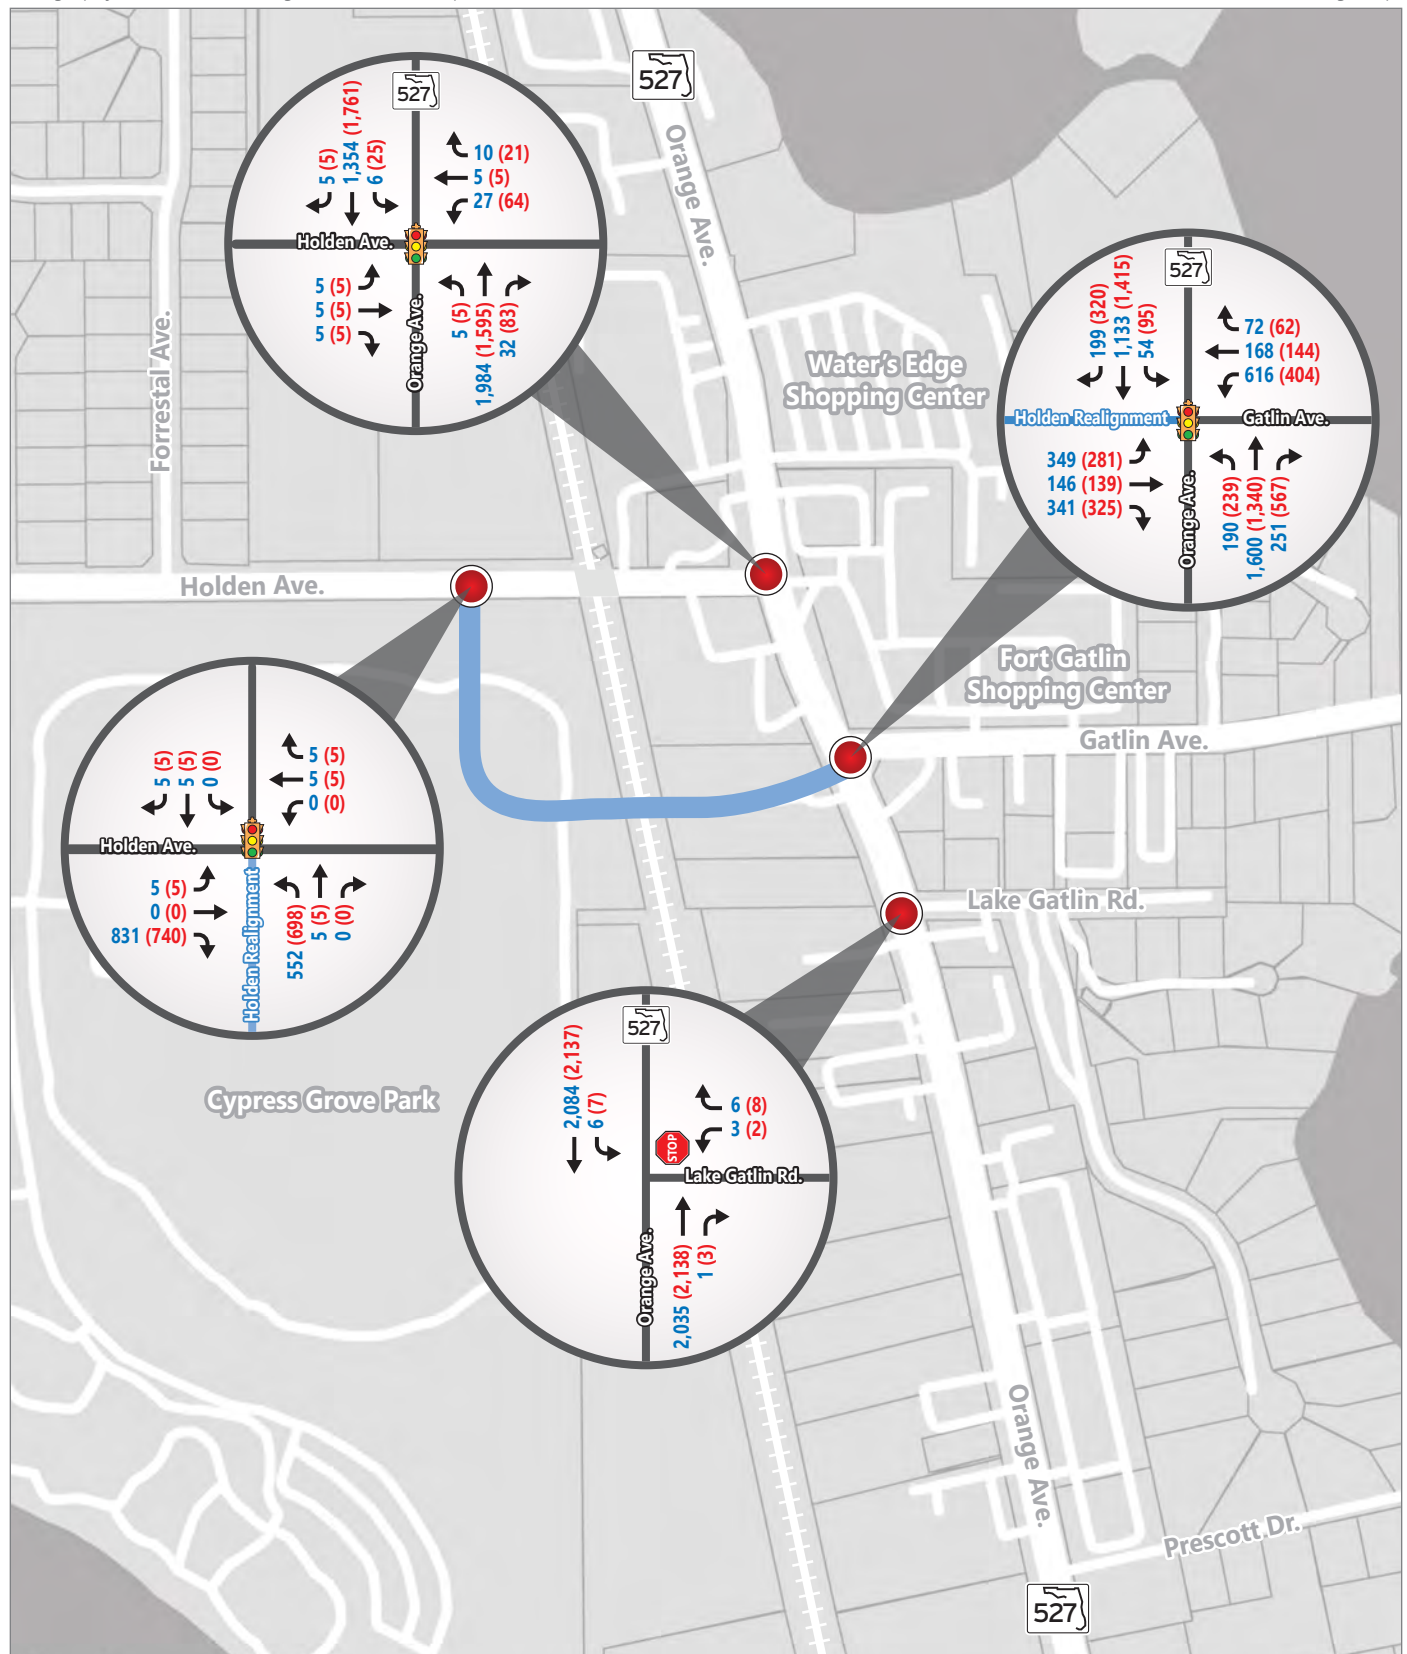 527
Orange Ave.
527
5 (5)
1,354 (1,761)
6 (25)
10 (21)
5 (5)
27 (64)
Holden Ave.
5 (5)
5 (5)
5 (5)
Orange Ave.
5 (5)
1,984 (1,595)
32 (83)
527
199 (320)
1,133 (1,415)
54 (95)
72 (62)
168 (144)
616 (404)
Holden Realignment
Gatlin Ave.
349 (281)
146 (139)
341 (325)
Orange Ave.
190 (239)
1,600 (1,340)
251 (567)
Forrestal Ave.
Water's Edge
Shopping Center
Holden Ave.
Fort Gatlin
Shopping Center
Gatlin Ave.
5 (5)
5 (5)
0 (0)
5 (5)
5 (5)
0 (0)
Holden Ave.
5 (5)
0 (0)
831 (740)
Holden Realignment
552 (698)
5 (5)
0 (0)
Lake Gatlin Rd.
Cypress Grove Park
527
2,084 (2,137)
6 (7)
6 (8)
3 (2)
STOP
Lake Gatlin Rd.
Orange Ave.
2,035 (2,138)
1 (3)
Orange Ave.
Prescott Dr.
527